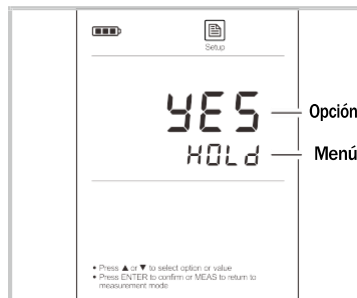 Setup
YES
Opción
HOLd
Menú
• Press ▲ or ▼ to select option or value
• Press ENTER to confirm or MEAS to return to
measurement mode